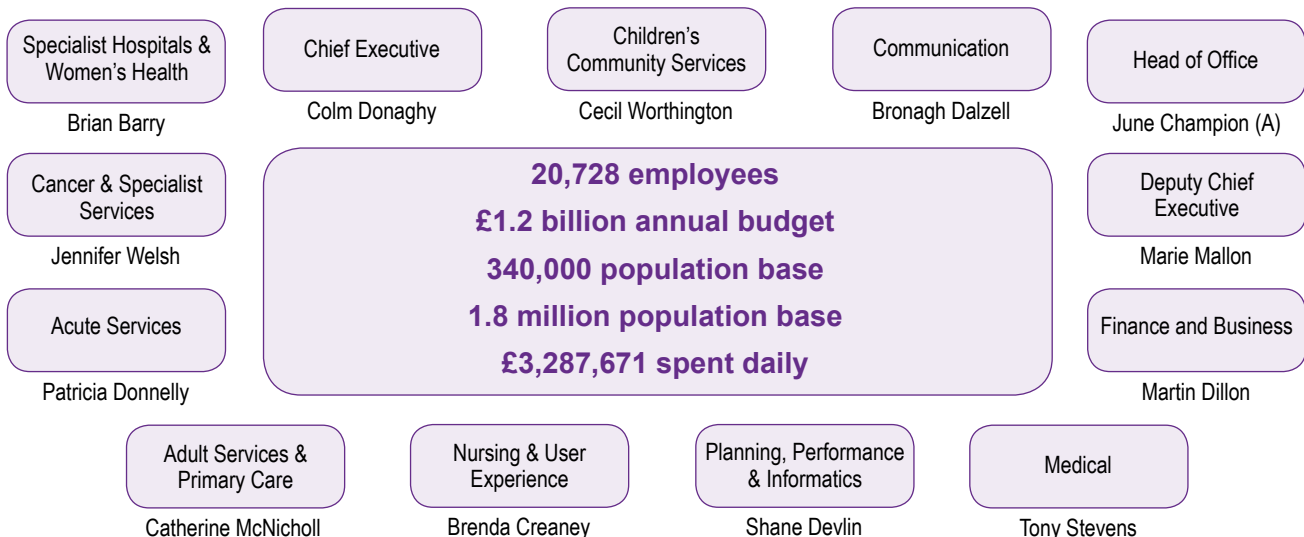 Specialist Hospitals &
Women's Health
Brian Barry
Chief Executive
Colm Donaghy
Children's
Community Services
Cecil Worthington
Communication
Bronagh Dalzell
Head of Office
June Champion (A)
Cancer & Specialist
Services
Jennifer Welsh
20,728 employees
£1.2 billion annual budget
340,000 population base
1.8 million population base
£3,287,671 spent daily
Deputy Chief
Executive
Marie Mallon
Acute Services
Patricia Donnelly
Finance and Business
Martin Dillon
Adult Services &
Primary Care
Catherine McNicholl
Nursing & User
Experience
Brenda Creaney
Planning, Performance
& Informatics
Shane Devlin
Medical
Tony Stevens